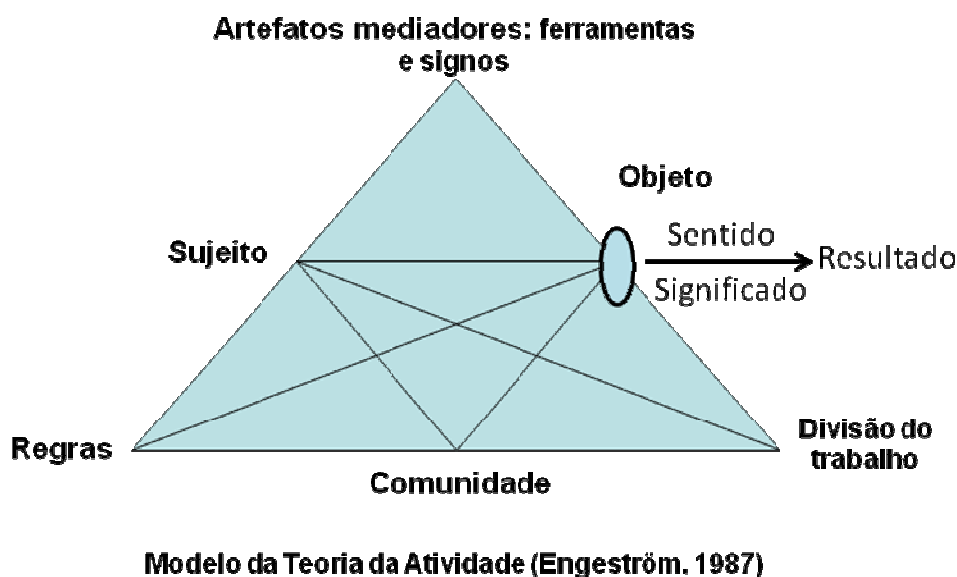 Artefatos mediadores: ferramentas
e signos
Objeto
Sujeito
Sentido
Resultado
Significado
Regras
Comunidade
Divisão do
trabalho
Modelo da Teoria da Atividade (Engeström, 1987)